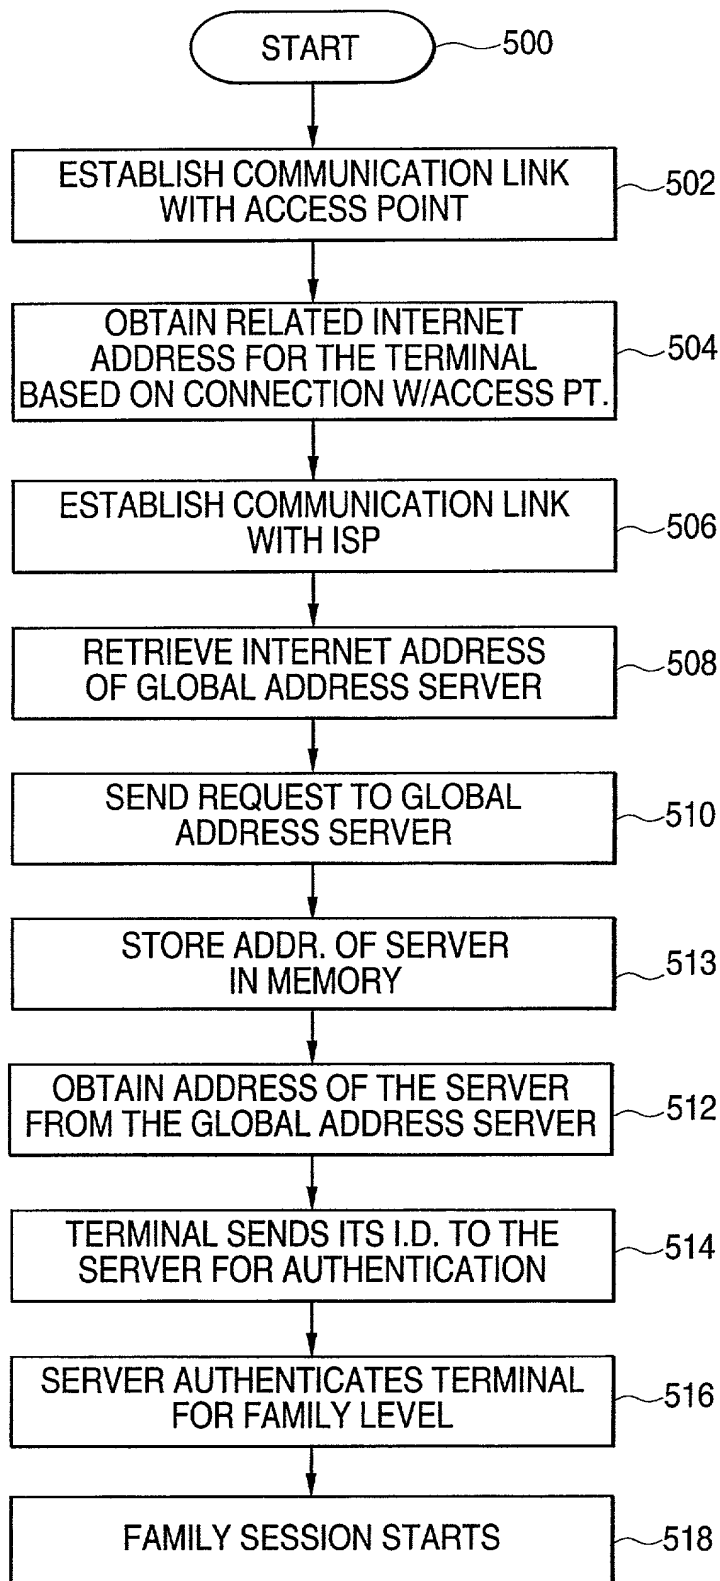 START
500
ESTABLISH COMMUNICATION LINK
WITH ACCESS POINT
502
OBTAIN RELATED INTERNET
ADDRESS FOR THE TERMINAL
BASED ON CONNECTION W/ACCESS PT.
504
ESTABLISH COMMUNICATION LINK
WITH ISP
506
RETRIEVE INTERNET ADDRESS
OF GLOBAL ADDRESS SERVER
508
SEND REQUEST TO GLOBAL
ADDRESS SERVER
510
STORE ADDR. OF SERVER
IN MEMORY
513
OBTAIN ADDRESS OF THE SERVER
FROM THE GLOBAL ADDRESS SERVER
512
TERMINAL SENDS ITS I.D. TO THE
SERVER FOR AUTHENTICATION
514
SERVER AUTHENTICATES TERMINAL
FOR FAMILY LEVEL
516
FAMILY SESSION STARTS
518